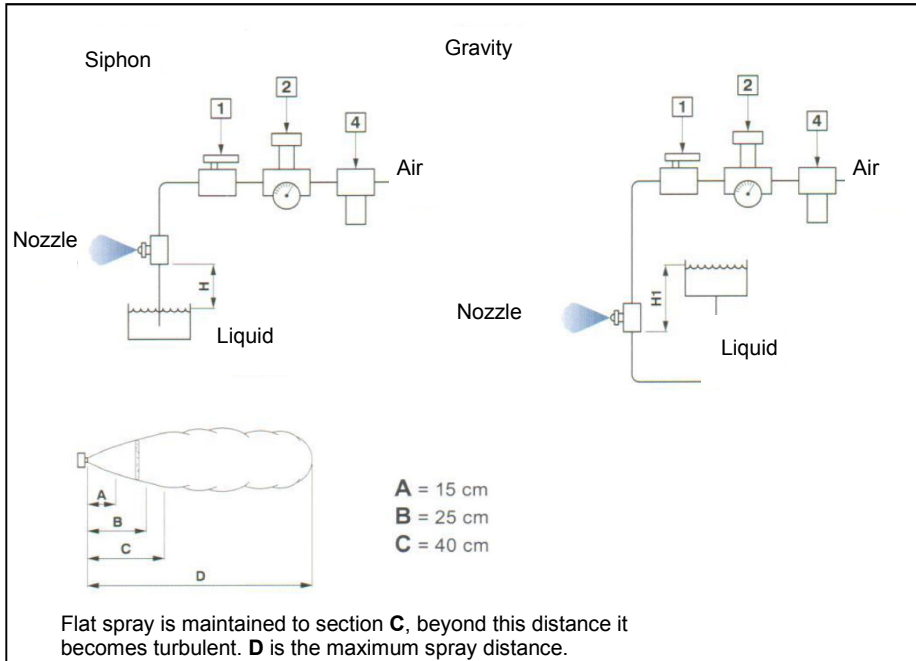 Siphon
1
2
4
Air
Nozzle
H
Liquid
Gravity
1
2
4
Air
H1
Nozzle
Liquid
A
B
C
D
A = 15 cm
B = 25 cm
C = 40 cm
Flat spray is maintained to section C, beyond this distance it
becomes turbulent. D is the maximum spray distance.